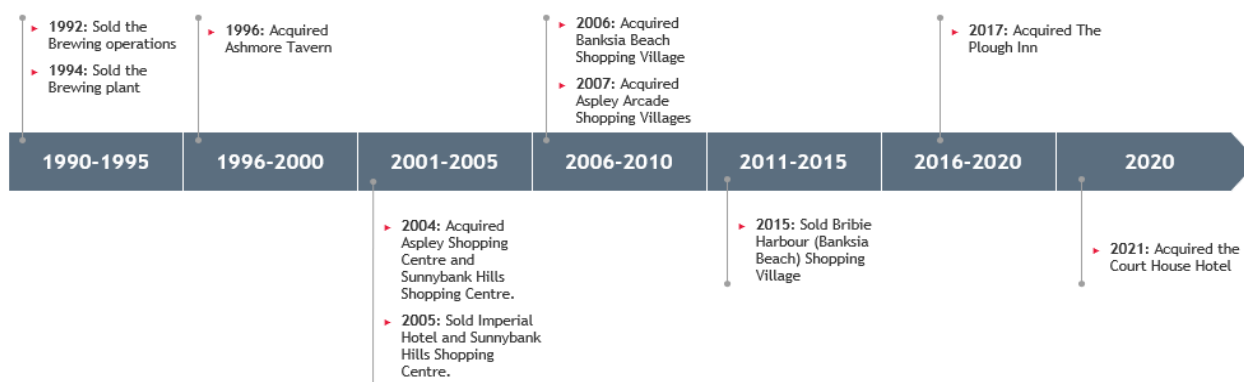 1992: Sold the
Brewing operations
1994: Sold the
Brewing plant
1996: Acquired
Ashmore Tavern
2006: Acquired
Banksia Beach
Shopping Village
2007: Acquired
Aspley Arcade
Shopping Villages
2017: Acquired The
Plough Inn
1990-1995
1996-2000
2001-2005
2006-2010
2011-2015
2016-2020
2020
2004: Acquired
Aspley Shopping
Centre and
Sunnybank Hills
Shopping Centre.
2005: Sold Imperial
Hotel and Sunnybank
Hills Shopping
Centre.
2015: Sold Bribie
Harbour (Banksia
Beach) Shopping
Village
2021: Acquired the
Court House Hotel